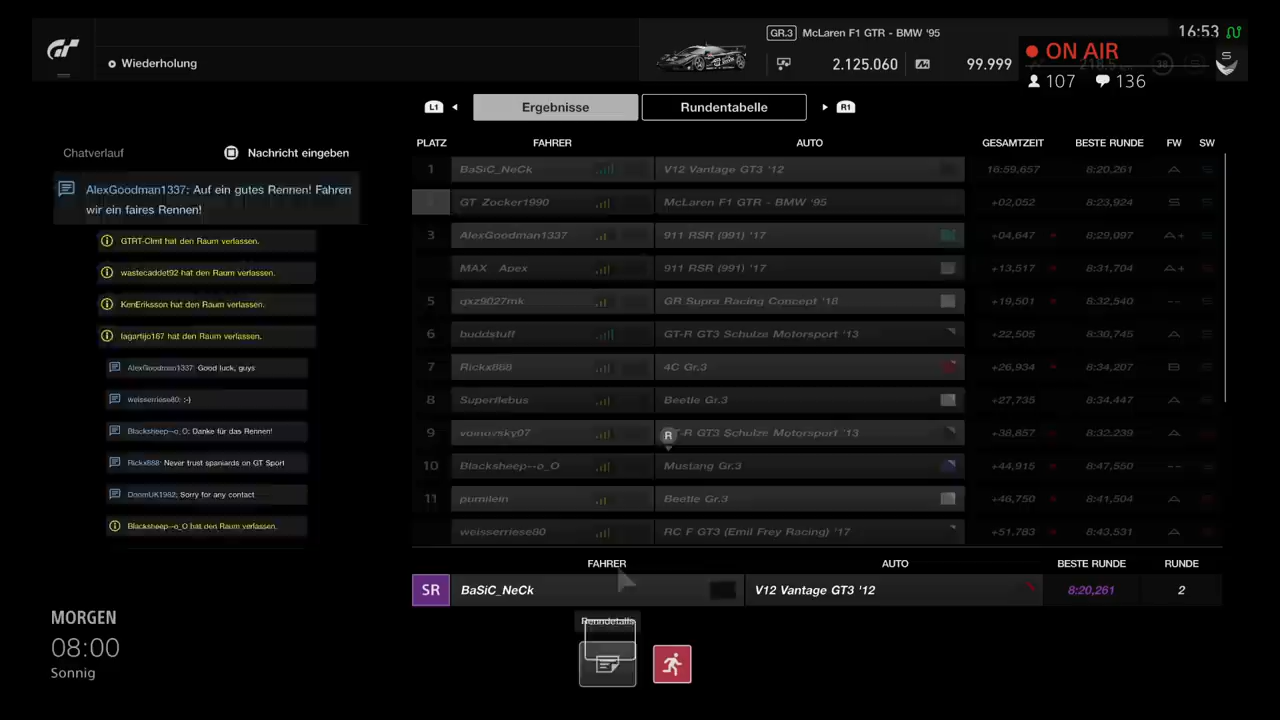 GR.3 McLaren F1 GTR - BMW '95
16:53
Wiederholung
2.125.060
99.999
ON AIR
107 136
L1 Ergebnisse Rundentabelle R1
Chatverlauf Nachricht eingeben
AlexGoodman1337: Auf ein gutes Rennen! Fahren
wir ein faires Rennen!
GTRT-Clmt hat den Raum verlassen.
wastecaddet92 hat den Raum verlassen.
KenEriksson hat den Raum verlassen.
lagartijo167 hat den Raum verlassen.
AlexGoodman1337: Good luck, guys
weisserriese80: :-)
Blacksheep--o_O: Danke für das Rennen!
Rickx888: Never trust spaniards on GT Sport
DoomUK1982: Sorry for any contact
Blacksheep--o_O hat den Raum verlassen.
PLATZ FAHRER AUTO GESAMTZEIT BESTE RUNDE FW SW
1 BaSiC_NeCk V12 Vantage GT3 '12 16:59,657 8:20,261 A S
GT_Zocker1990 McLaren F1 GTR - BMW '95 +02,052 8:23,924 S S
3 AlexGoodman1337 911 RSR (991) '17 +04,647 8:29,097 A+ S
MAX__Apex 911 RSR (991) '17 +13,517 8:31,704 A+
5 qxz9027mk GR Supra Racing Concept '18 +19,501 8:32,540 --
6 buddstuff GT-R GT3 Schulze Motorsport '13 +22,505 8:30,745 A
7 Rickx888 4C Gr.3 +26,934 8:34,207 B
8 Superflebus Beetle Gr.3 +27,735 8:34,447 A
9 voinovsky07 GT-R GT3 Schulze Motorsport '13 +38,857 8:32,239 A
R
10 Blacksheep--o_O Mustang Gr.3 +44,915 8:47,550 --
11 pumilein Beetle Gr.3 +46,750 8:41,504 A
weisserriese80 RC F GT3 (Emil Frey Racing) '17 +51,783 8:43,531 A
FAHRER AUTO BESTE RUNDE RUNDE
SR BaSiC_NeCk V12 Vantage GT3 '12 8:20,261 2
Renndetails
MORGEN
08:00
Sonnig